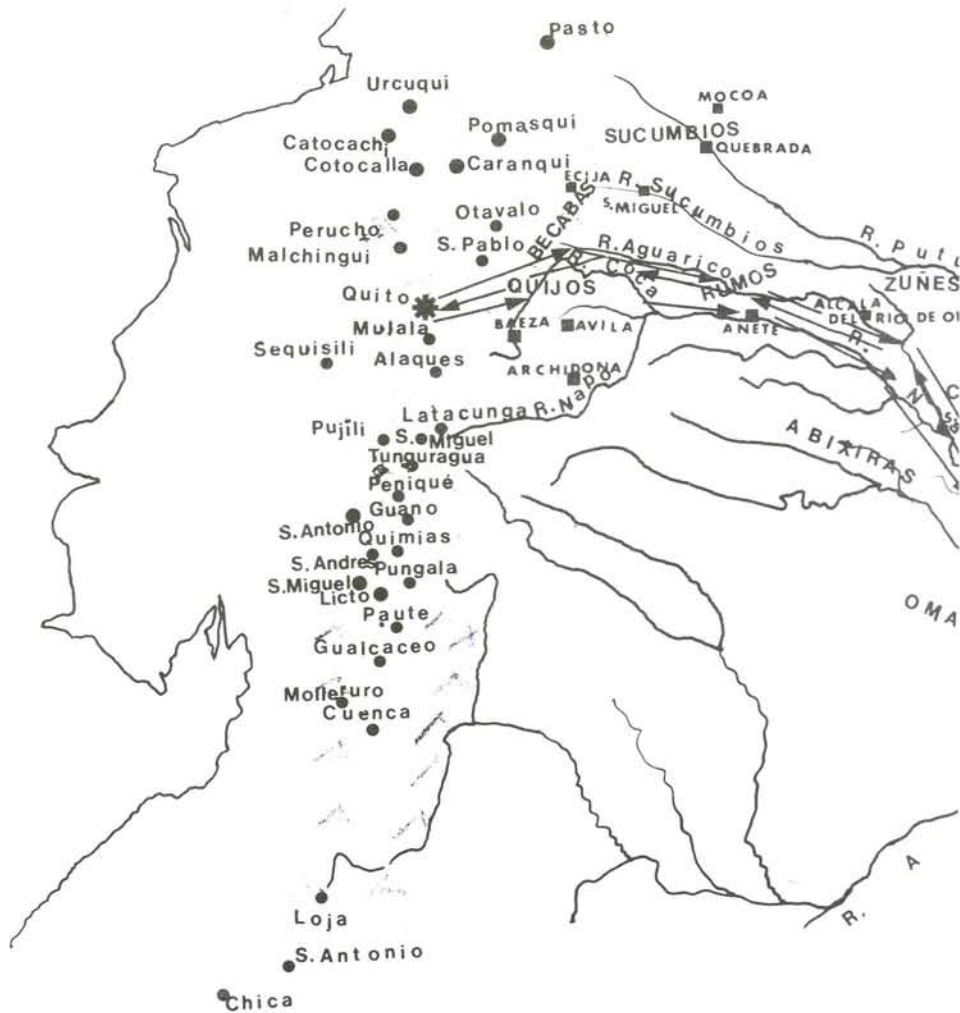 Pasto
Urcuqui
MOCOA
Pomasqui
SUCUMBIOS
Catocachi
QUEBRADA
Cotocalla
Caranqui
ECIJA
R. Sucumbios
S. MIGUEL
BECABAS
Otavalo
Perucho
S. Pablo
R. Aguarico
R. Putu
Malchingui
R. Coca
RUMOS
ZUÑES
QUIJOS
Quito
ALCALA
DEL RIO DE
Mulala
BAEZA
AVILA
AÑETE
R. N
Sequisili
Alaques
ARCHIDONA
C
R. Napo
Latacunga
Pujili
S. Miguel
ABIXIRAS
Tunguragua
Peniqué
Guano
S. Antonio
Quimias
S. Andres
Pungala
S. Miguel
Licto
OMA
Paute
Gualcaceo
Molleturo
Cuenca
R. A
Loja
S. Antonio
Chica